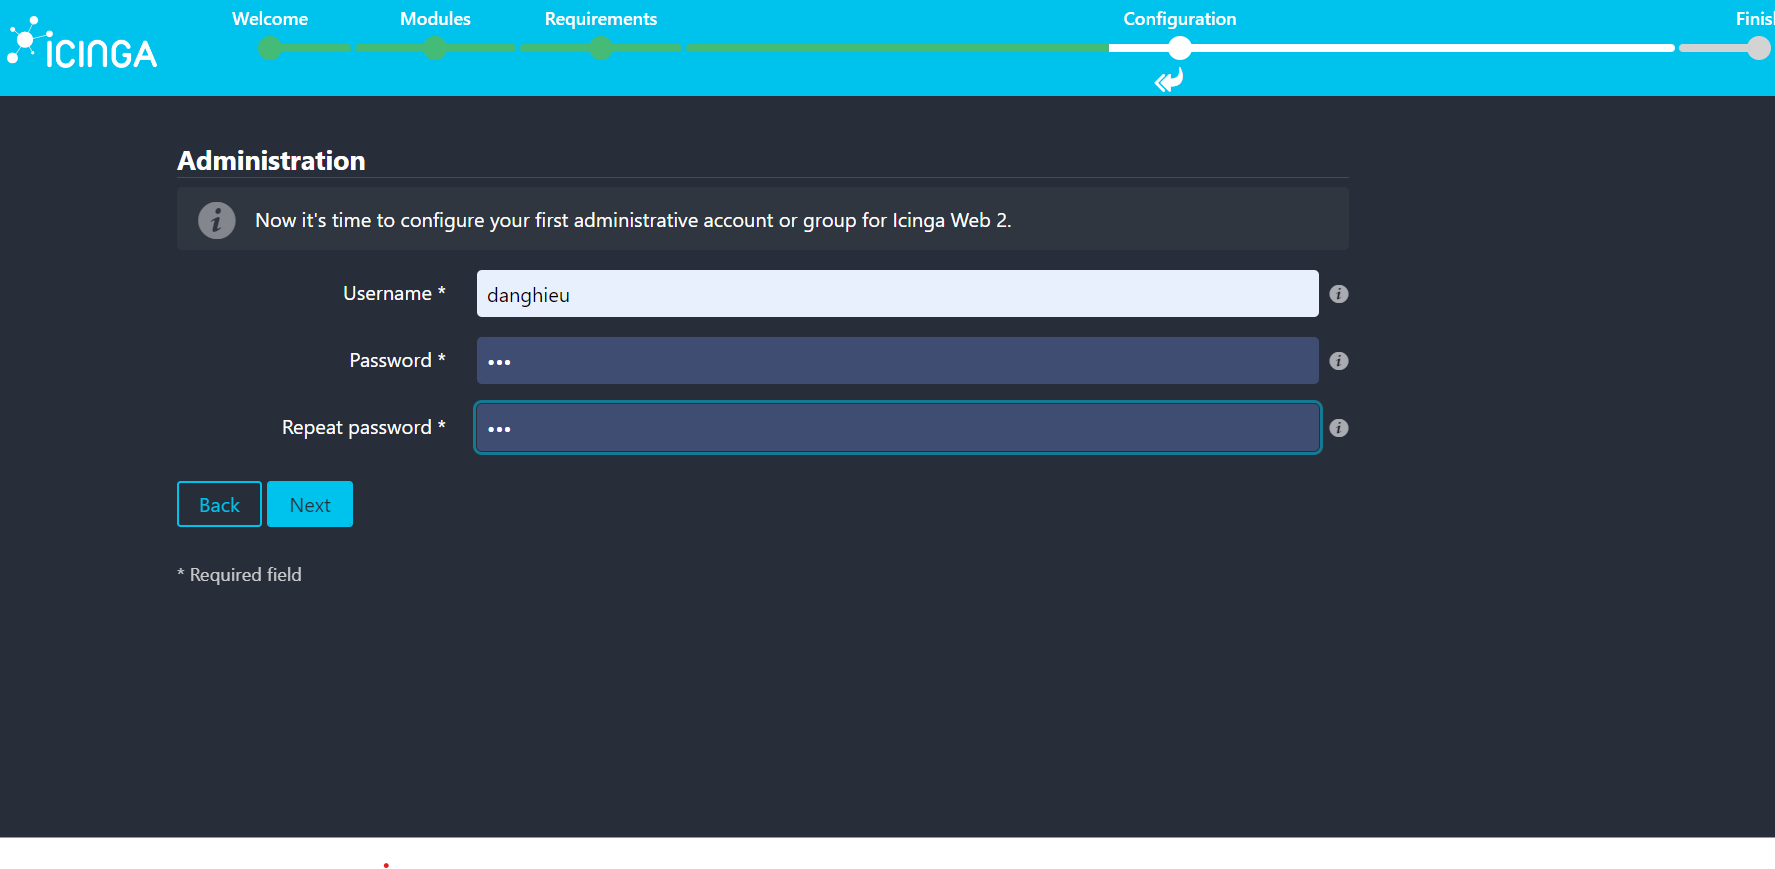 Welcome Modules Requirements Configuration
ICINGA
Administration
i Now it's time to configure your first administrative account or group for Icinga Web 2.
Username * danghieu i
Password * ••• i
Repeat password * ••• i
Back Next
* Required field